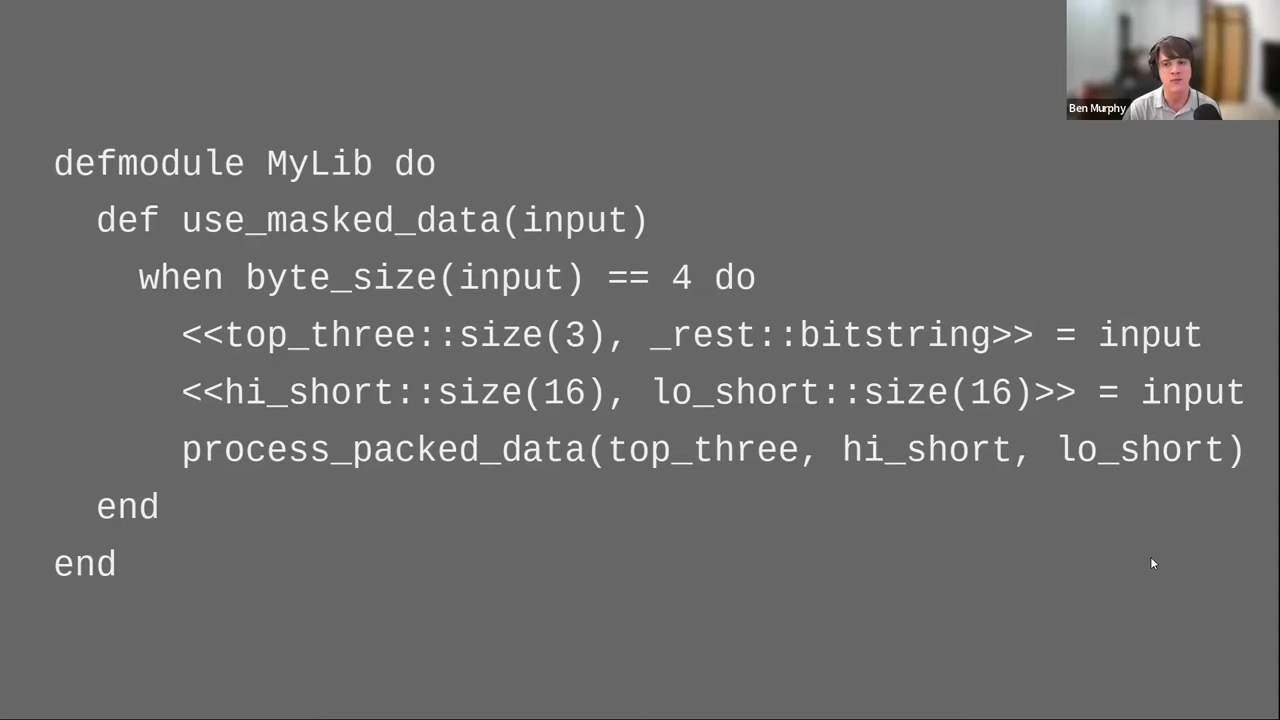 Ben Murphy
defmodule MyLib do
  def use_masked_data(input)
    when byte_size(input) == 4 do
      <<top_three::size(3), _rest::bitstring>> = input
      <<hi_short::size(16), lo_short::size(16)>> = input
      process_packed_data(top_three, hi_short, lo_short)
  end
end